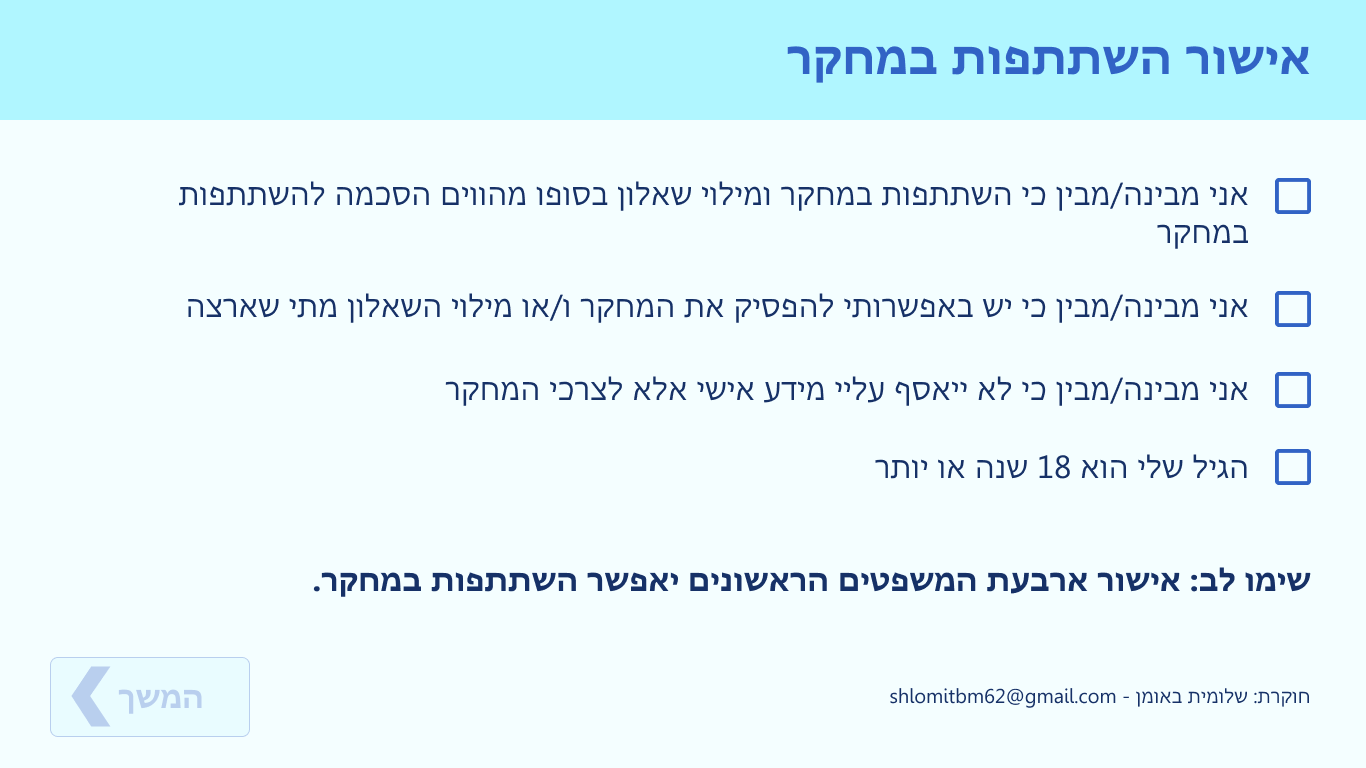 אישור השתתפות במחקר
אני מבינה/מבין כי השתתפות במחקר ומילוי שאלון בסופו מהווים הסכמה להשתתפות
במחקר
אני מבינה/מבין כי יש באפשרותי להפסיק את המחקר ו/או מילוי השאלון מתי שארצה
אני מבינה/מבין כי לא ייאסף עליי מידע אישי אלא לצרכי המחקר
הגיל שלי הוא 18 שנה או יותר
שימו לב: אישור ארבעת המשפטים הראשונים יאפשר השתתפות במחקר.
חוקרת: שלומית באומן - shlomitbm62@gmail.com
המשך